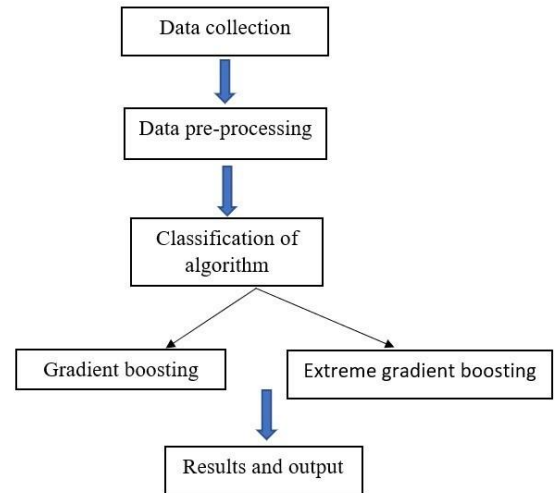 Data collection
Data pre-processing
Classification of
algorithm
Gradient boosting
Extreme gradient boosting
Results and output